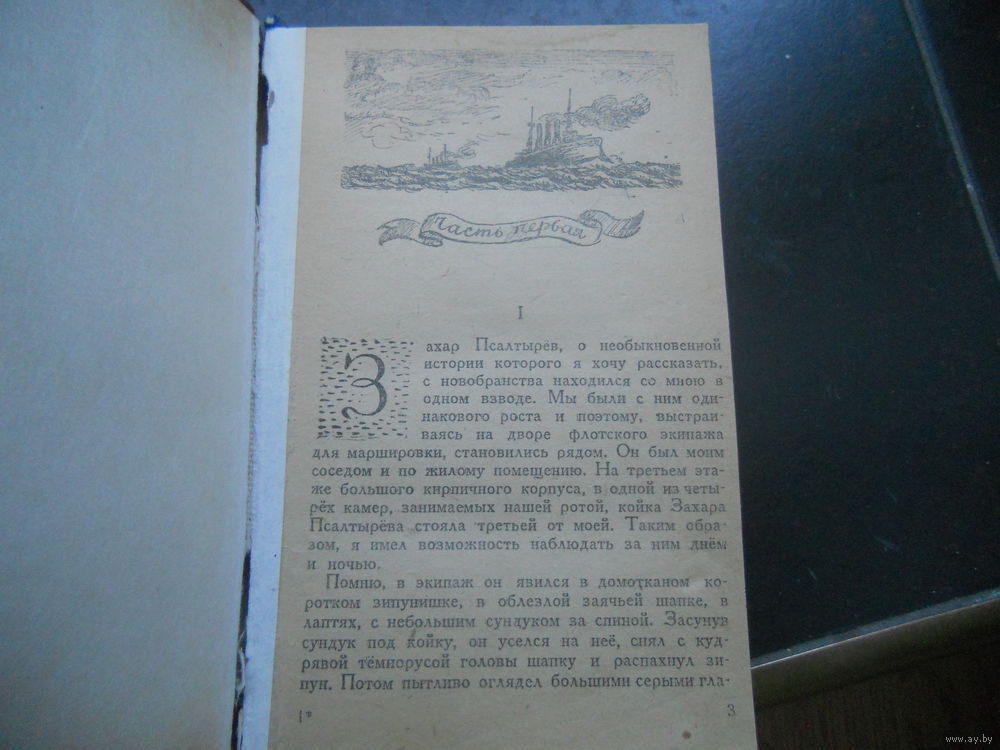 Часть первая
I
Захар Псалтырёв, о необыкновенной
истории которого я хочу рассказать,
с новобранства находился со мною в
одном взводе. Мы были с ним оди-
накового роста и поэтому, выстраи-
ваясь на дворе флотского экипажа
для маршировки, становились рядом. Он был моим
соседом и по жилому помещению. На третьем эта-
же большого кирпичного корпуса, в одной из четы-
рёх камер, занимаемых нашей ротой, койка Захара
Псалтырёва стояла третьей от моей. Таким обра-
зом, я имел возможность наблюдать за ним днём
и ночью.
Помню, в экипаж он явился в домотканом ко-
ротком зипунишке, в облезлой заячьей шапке, в
лаптях, с небольшим сундуком за спиной. Засунув
сундук под койку, он уселся на неё, снял с куд-
рявой тёмнорусой головы шапку и распахнул зи-
пун. Потом пытливо оглядел большими серыми гла-
1*
3
www.ay.by